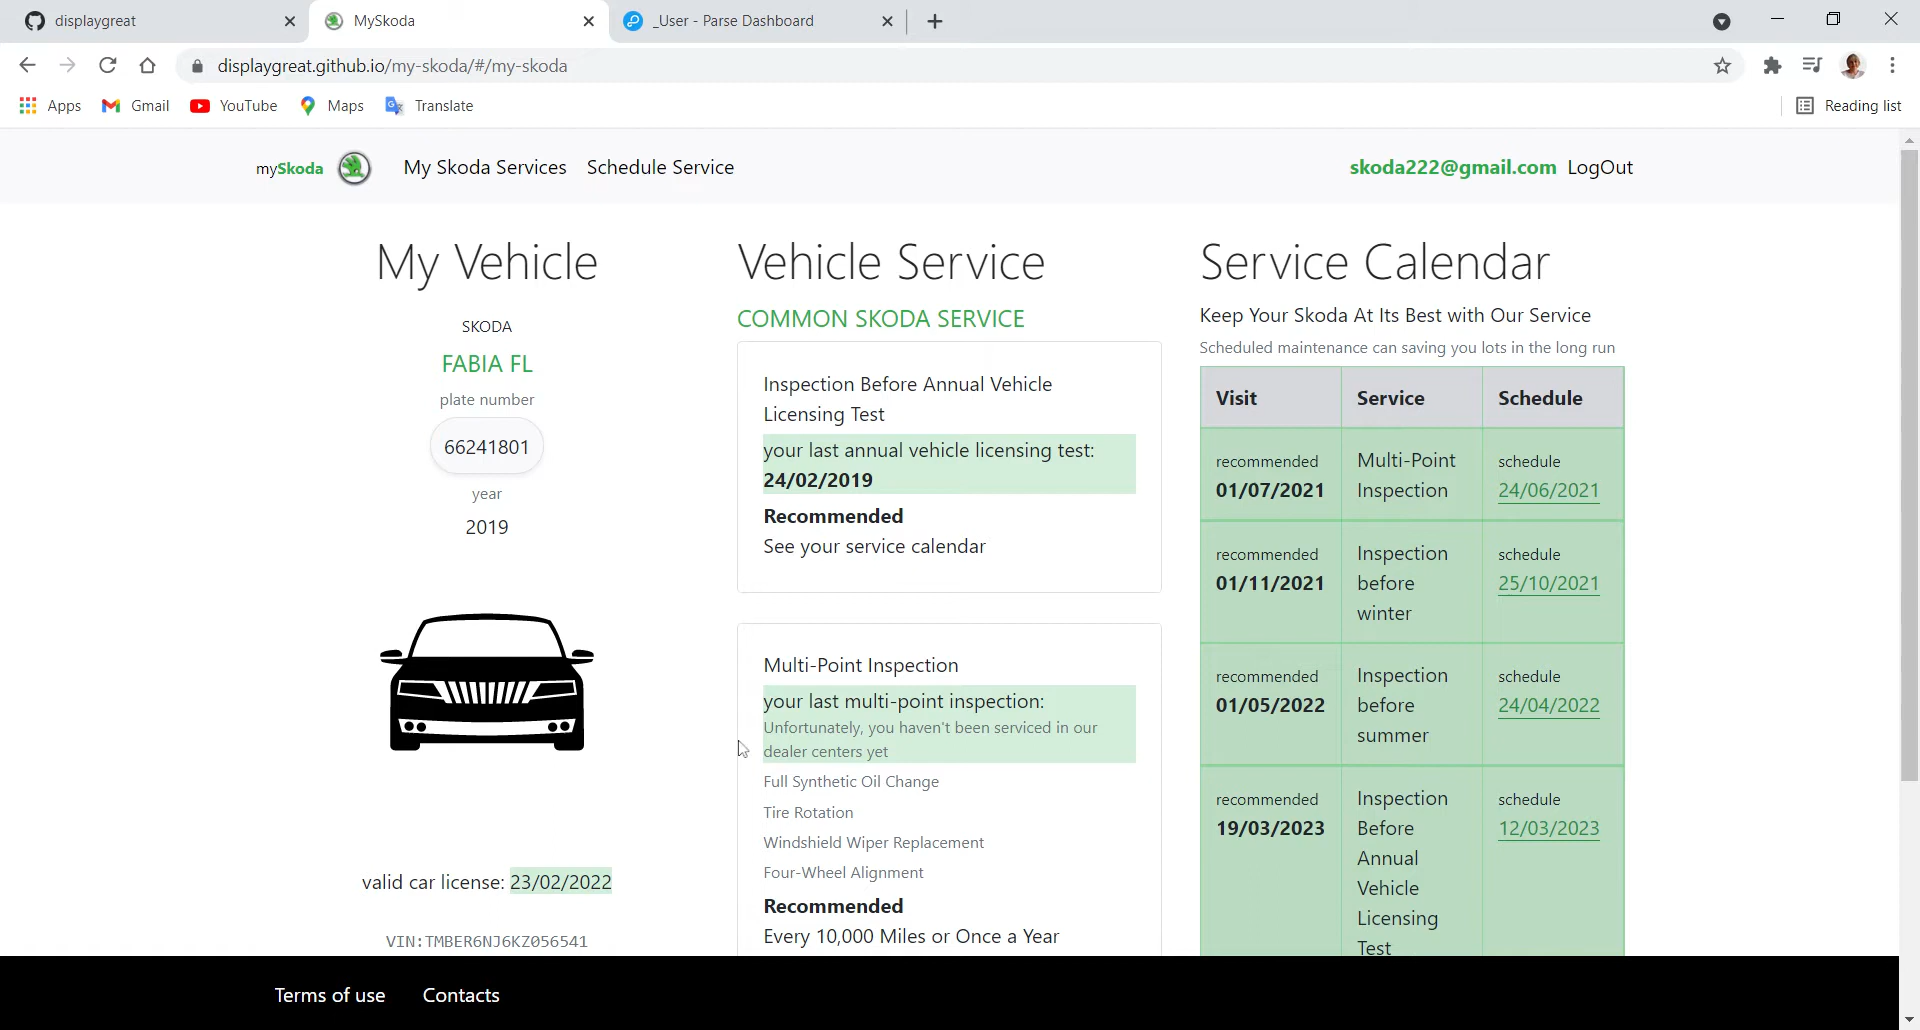 displaygreat
MySkoda
_User - Parse Dashboard
displaygreat.github.io/my-skoda/#/my-skoda
Apps
Gmail
YouTube
Maps
Translate
Reading list
mySkoda
My Skoda Services
Schedule Service
skoda222@gmail.com
LogOut
My Vehicle
SKODA
FABIA FL
plate number
66241801
year
2019
valid car license: 23/02/2022
VIN:TMBER6NJ6KZ056541
Vehicle Service
COMMON SKODA SERVICE
Inspection Before Annual Vehicle
Licensing Test
your last annual vehicle licensing test:
24/02/2019
Recommended
See your service calendar
Multi-Point Inspection
your last multi-point inspection:
Unfortunately, you haven't been serviced in our
dealer centers yet
Full Synthetic Oil Change
Tire Rotation
Windshield Wiper Replacement
Four-Wheel Alignment
Recommended
Every 10,000 Miles or Once a Year
Service Calendar
Keep Your Skoda At Its Best with Our Service
Scheduled maintenance can saving you lots in the long run
Visit
Service
Schedule
recommended
01/07/2021
Multi-Point
Inspection
schedule
24/06/2021
recommended
01/11/2021
Inspection
before
winter
schedule
25/10/2021
recommended
01/05/2022
Inspection
before
summer
schedule
24/04/2022
recommended
19/03/2023
Inspection
Before
Annual
Vehicle
Licensing
Test
schedule
12/03/2023
Terms of use
Contacts